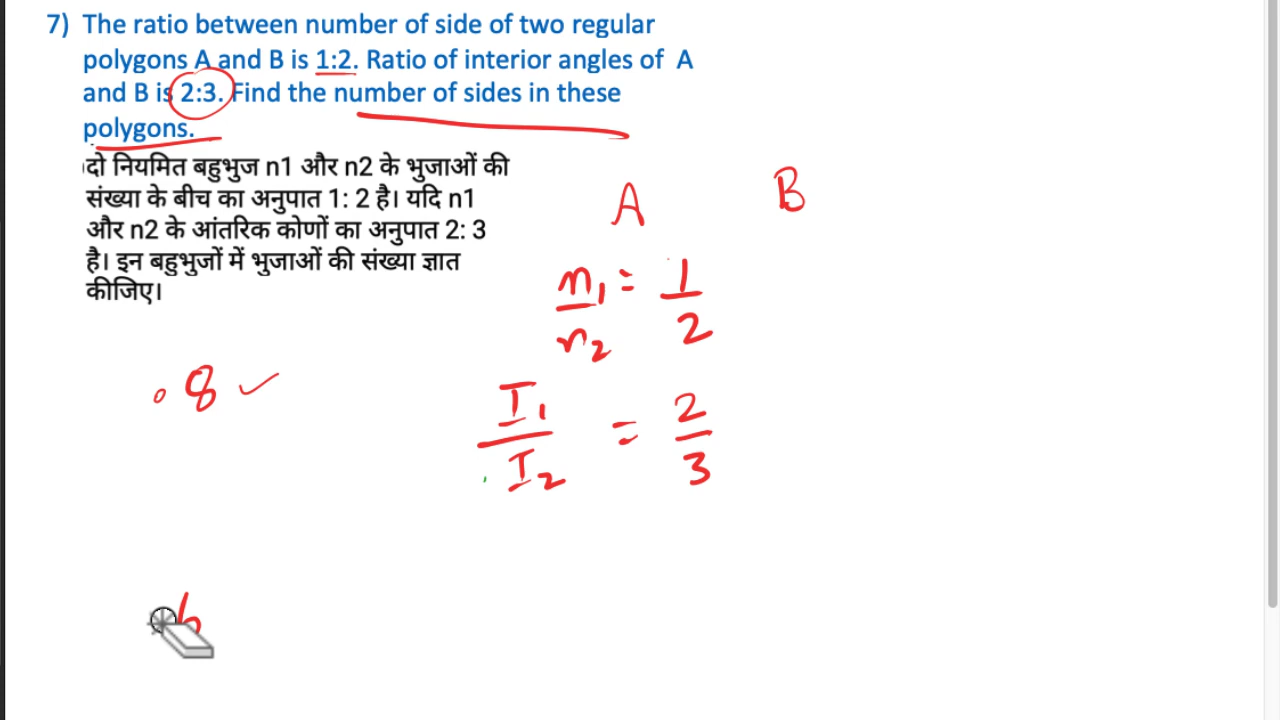 7) The ratio between number of side of two regular
polygons A and B is 1:2. Ratio of interior angles of A
and B is 2:3. Find the number of sides in these
polygons.
दो नियमित बहुभुज n1 और n2 के भुजाओं की
संख्या के बीच का अनुपात 1: 2 है। यदि n1
और n2 के आंतरिक कोणों का अनुपात 2: 3
है। इन बहुभुजों में भुजाओं की संख्या ज्ञात
कीजिए।
A B
n1 = 1
n2 2
8 ✓
I1 = 2
I2 3